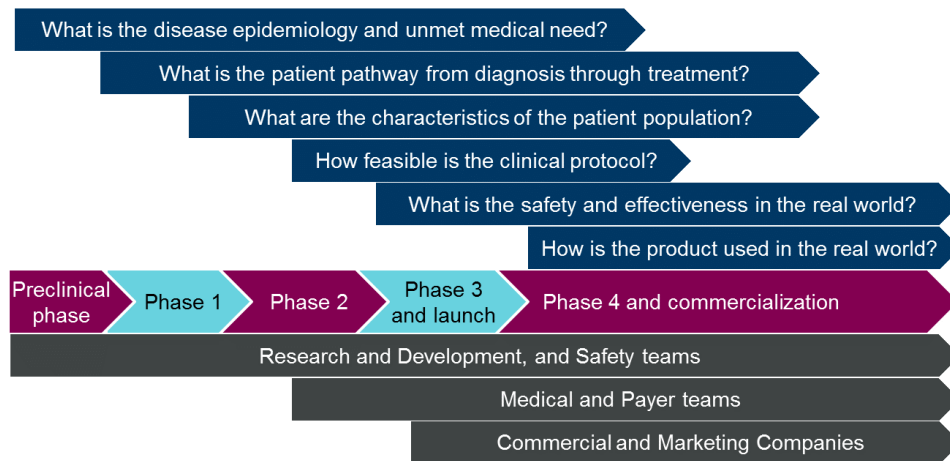 What is the disease epidemiology and unmet medical need?
What is the patient pathway from diagnosis through treatment?
What are the characteristics of the patient population?
How feasible is the clinical protocol?
What is the safety and effectiveness in the real world?
How is the product used in the real world?
Preclinical
phase
Phase 1
Phase 2
Phase 3
and launch
Phase 4 and commercialization
Research and Development, and Safety teams
Medical and Payer teams
Commercial and Marketing Companies